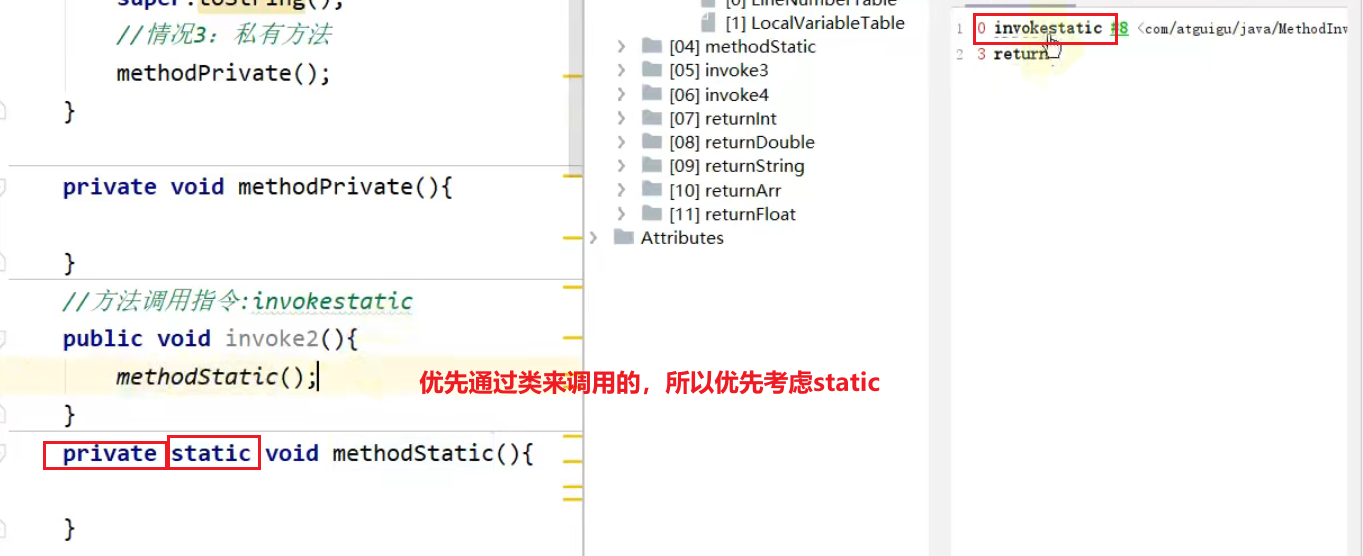 super.toString();
//情况3：私有方法
methodPrivate();
}
private void methodPrivate(){
}
//方法调用指令:invokestatic
public void invoke2(){
methodStatic();
}
private static void methodStatic(){
}
优先通过类来调用的，所以优先考虑static
[0] LineNumberTable
[1] LocalVariableTable
[04] methodStatic
[05] invoke3
[06] invoke4
[07] returnInt
[08] returnDouble
[09] returnString
[10] returnArr
[11] returnFloat
Attributes
1 0 invokestatic #8 <com/atguigu/java/MethodInv
2 3 return